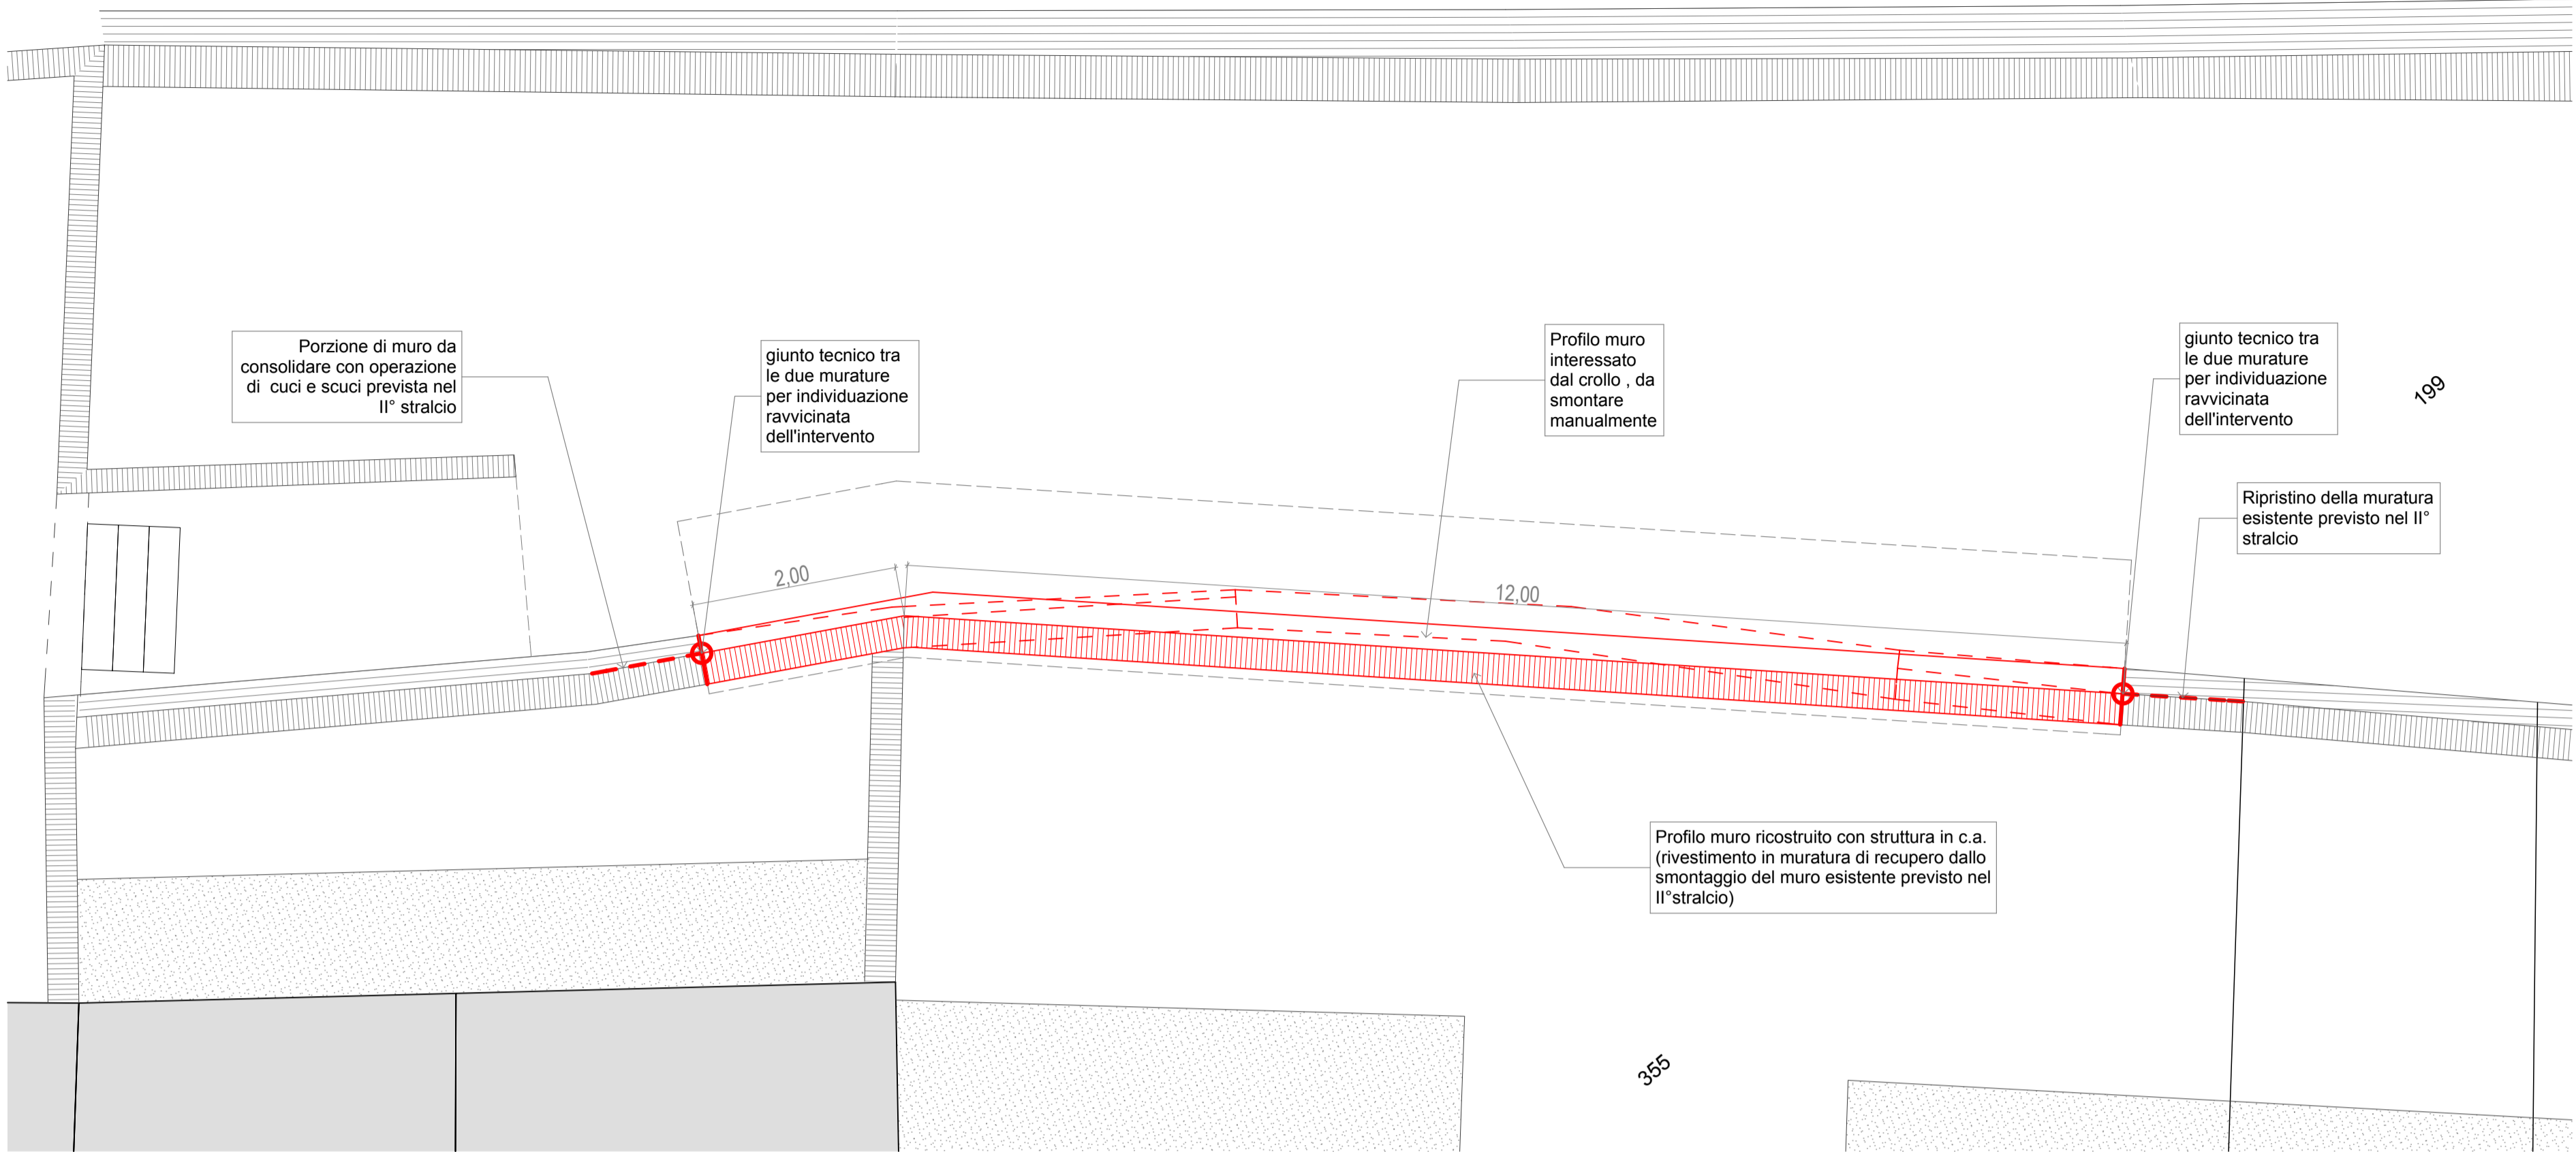 Porzione di muro da
consolidare con operazione
di cuci e scuci prevista nel
II° stralcio
giunto tecnico tra
le due murature
per individuazione
ravvicinata
dell'intervento
Profilo muro
interessato
dal crollo , da
smontare
manualmente
giunto tecnico tra
le due murature
per individuazione
ravvicinata
dell'intervento
199
Ripristino della muratura
esistente previsto nel II°
stralcio
2,00
12,00
Profilo muro ricostruito con struttura in c.a.
(rivestimento in muratura di recupero dallo
smontaggio del muro esistente previsto nel
II°stralcio)
355